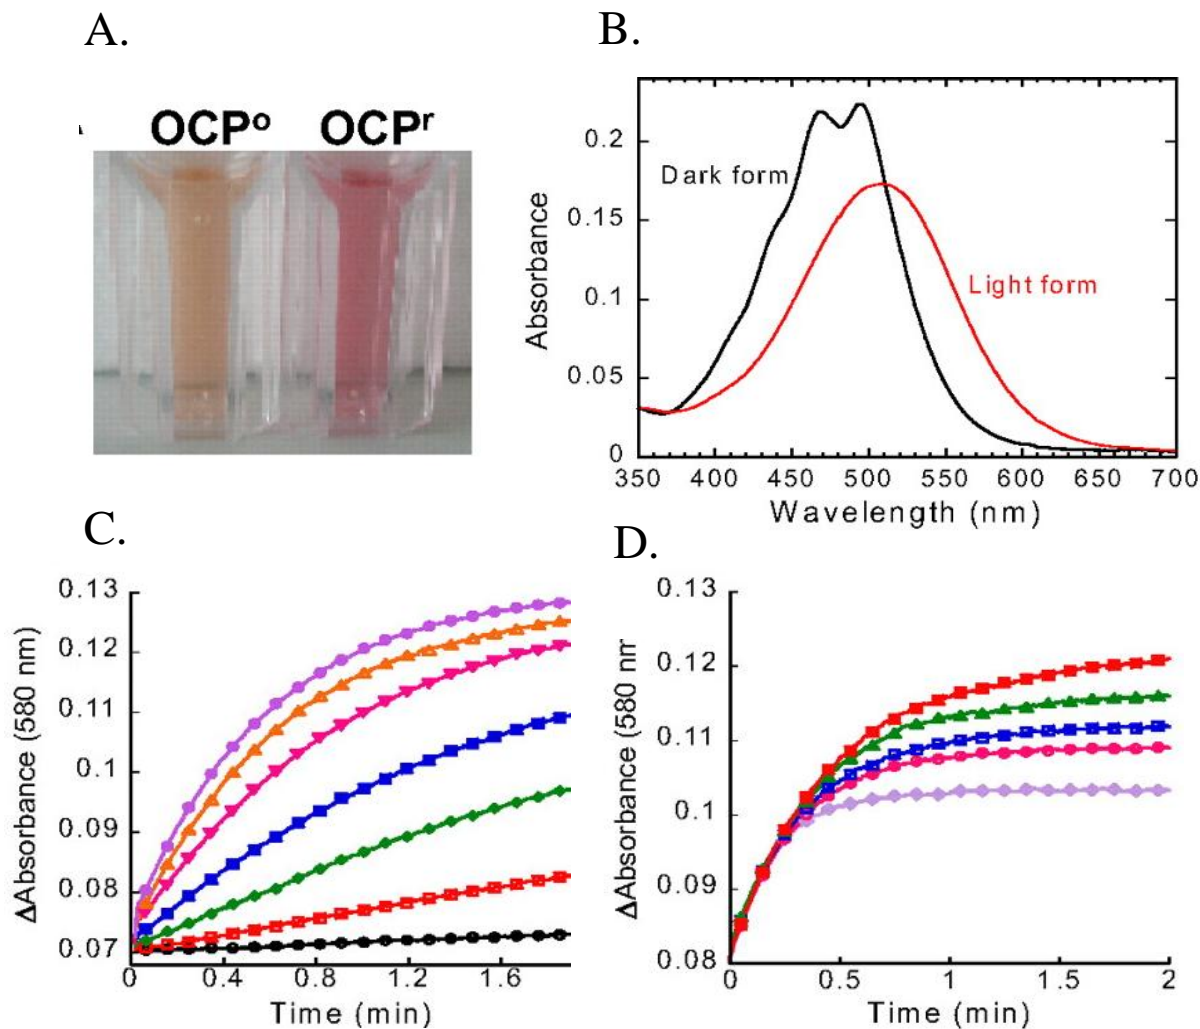 A.
OCPo OCPr
B.
0.2
0.15
0.1
0.05
0
Absorbance
Dark form
Light form
350 400 450 500 550 600 650 700
Wavelength (nm)
C.
0.13
0.12
0.11
0.1
0.09
0.08
0.07
ΔAbsorbance (580 nm)
0 0.4 0.8 1.2 1.6
Time (min)
D.
0.13
0.12
0.11
0.1
0.09
0.08
ΔAbsorbance (580 nm
0 0.5 1 1.5 2
Time (min)